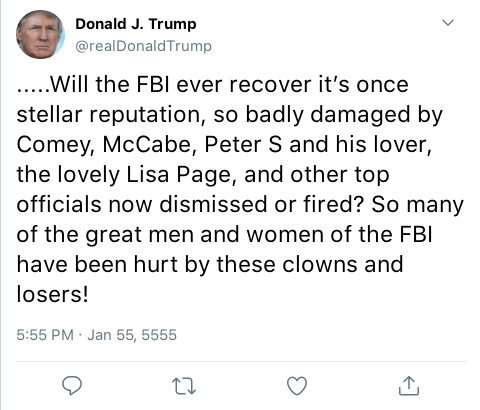 Donald J. Trump
@realDonaldTrump
.....Will the FBI ever recover it’s once
stellar reputation, so badly damaged by
Comey, McCabe, Peter S and his lover,
the lovely Lisa Page, and other top
officials now dismissed or fired? So many
of the great men and women of the FBI
have been hurt by these clowns and
losers!
5:55 PM · Jan 55, 5555